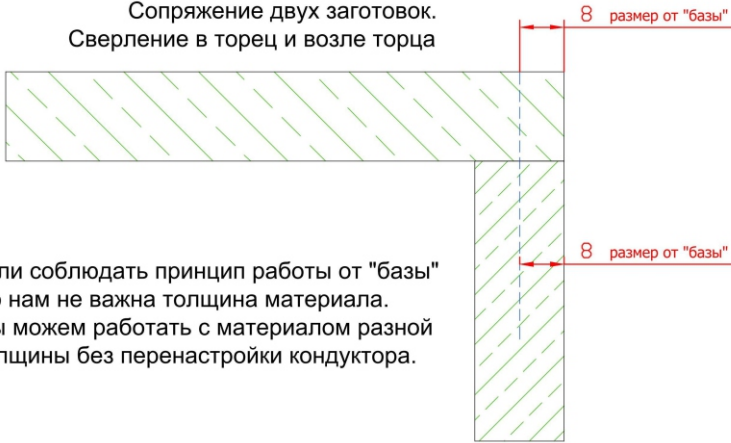 Сопряжение двух заготовок.
Сверление в торец и возле торца
8 размер от "базы"
ли соблюдать принцип работы от "базы"
нам не важна толщина материала.
ы можем работать с материалом разной
лщины без перенастройки кондуктора.
8 размер от "базы"